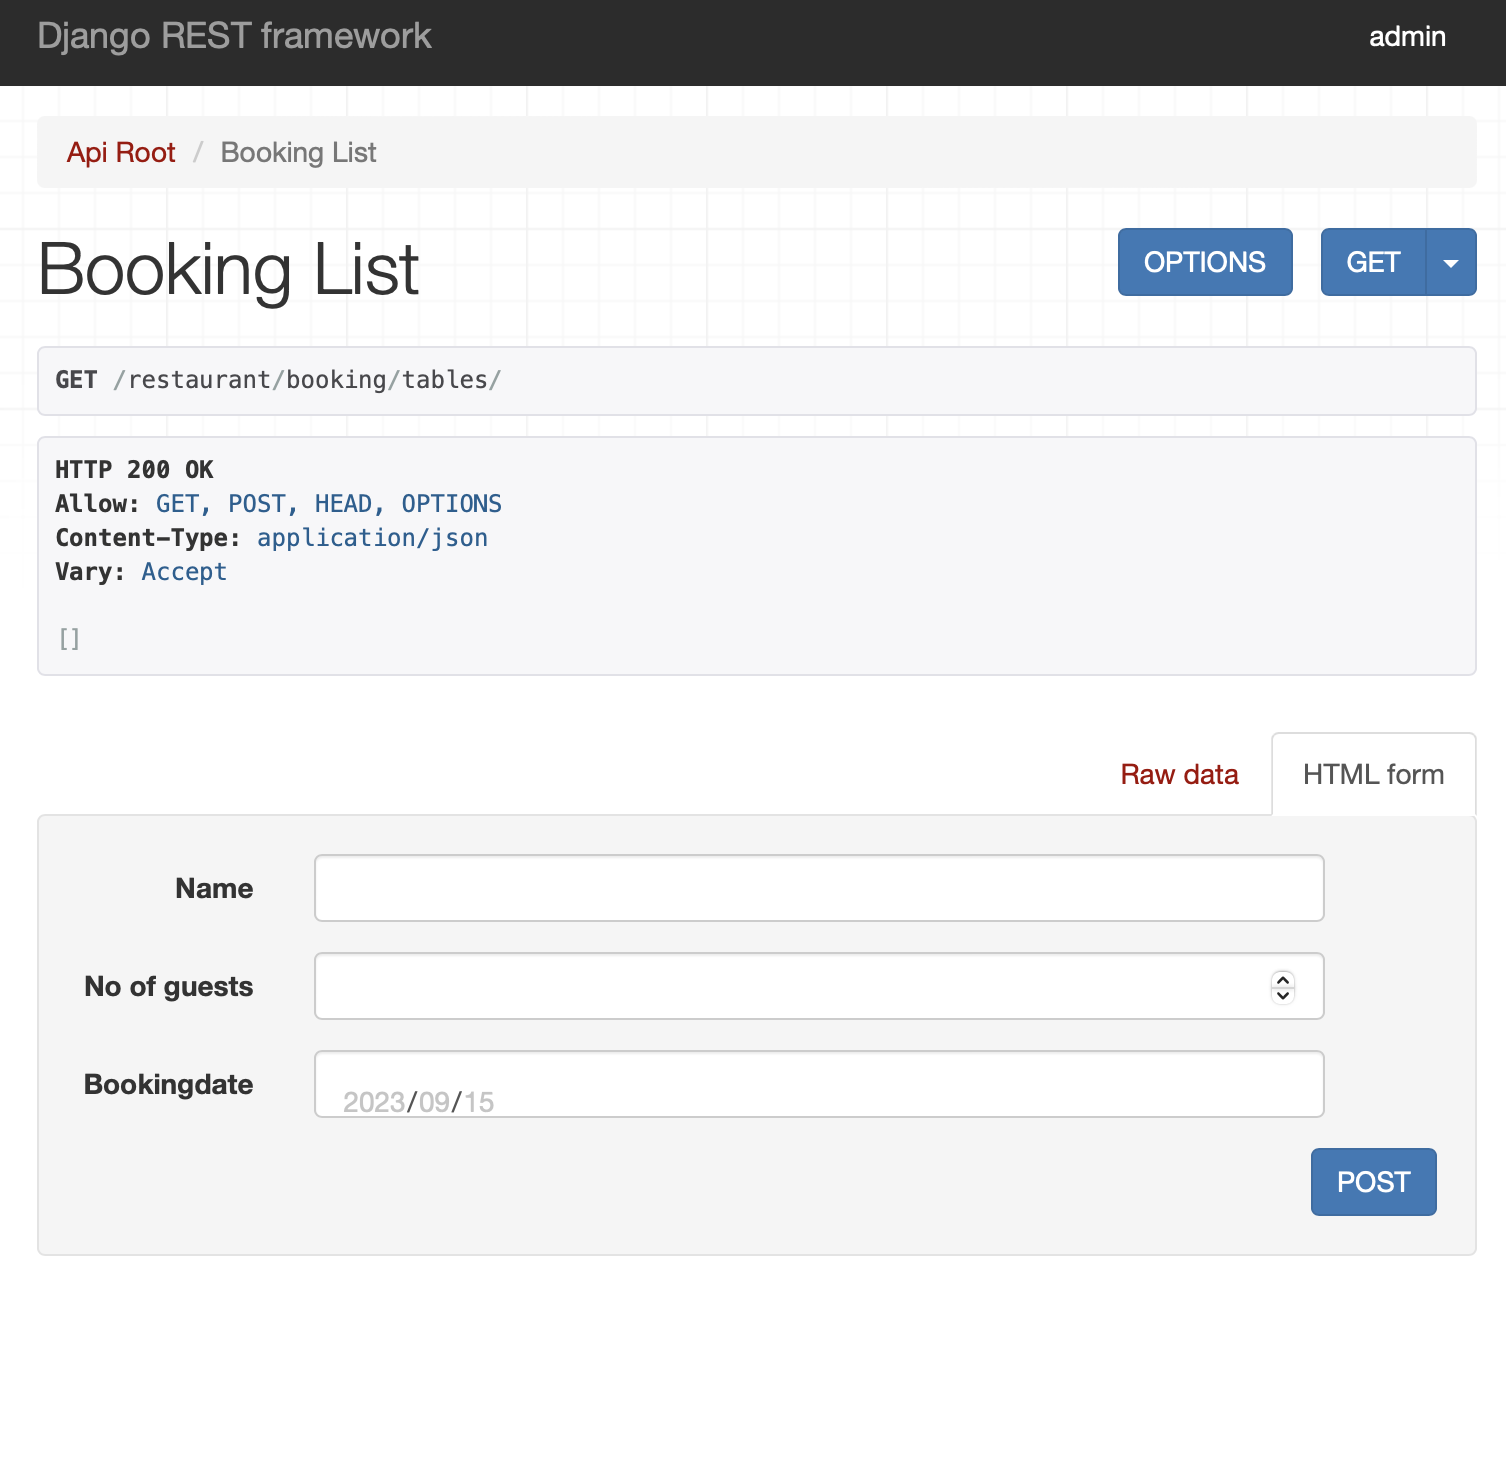 Django REST framework admin
Api Root / Booking List
Booking List OPTIONS GET
GET /restaurant/booking/tables/
HTTP 200 OK
Allow: GET, POST, HEAD, OPTIONS
Content-Type: application/json
Vary: Accept
[]
Raw data HTML form
Name
No of guests
Bookingdate 2023/09/15
POST